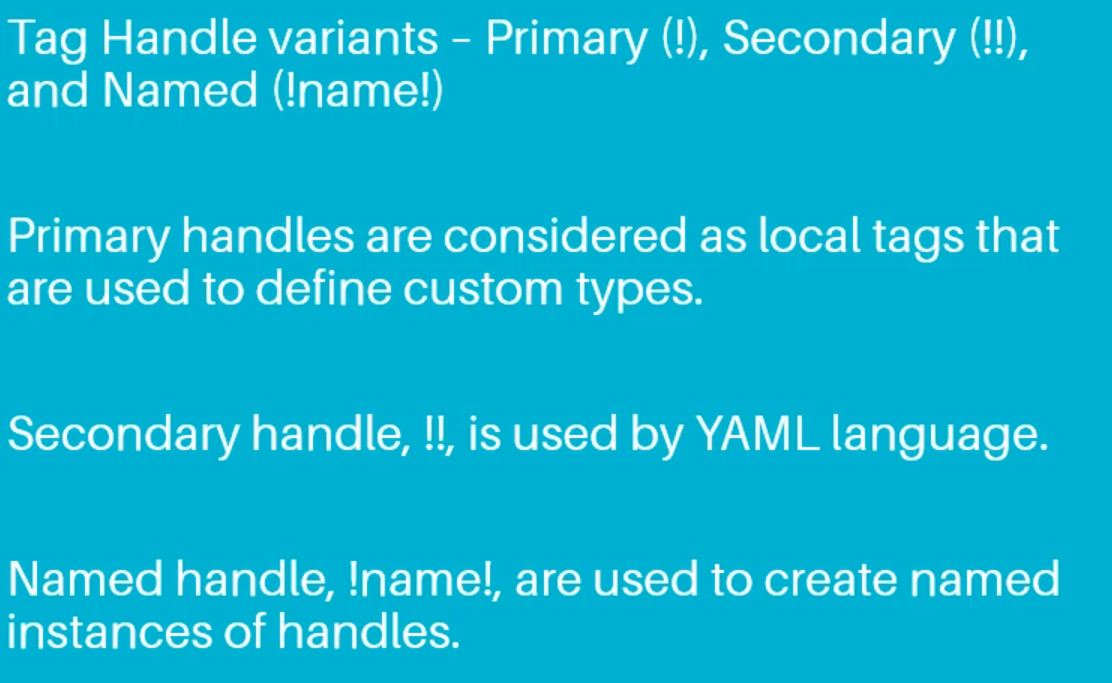 Tag Handle variants – Primary (!), Secondary (!!),
and Named (!name!)
Primary handles are considered as local tags that
are used to define custom types.
Secondary handle, !!, is used by YAML language.
Named handle, !name!, are used to create named
instances of handles.